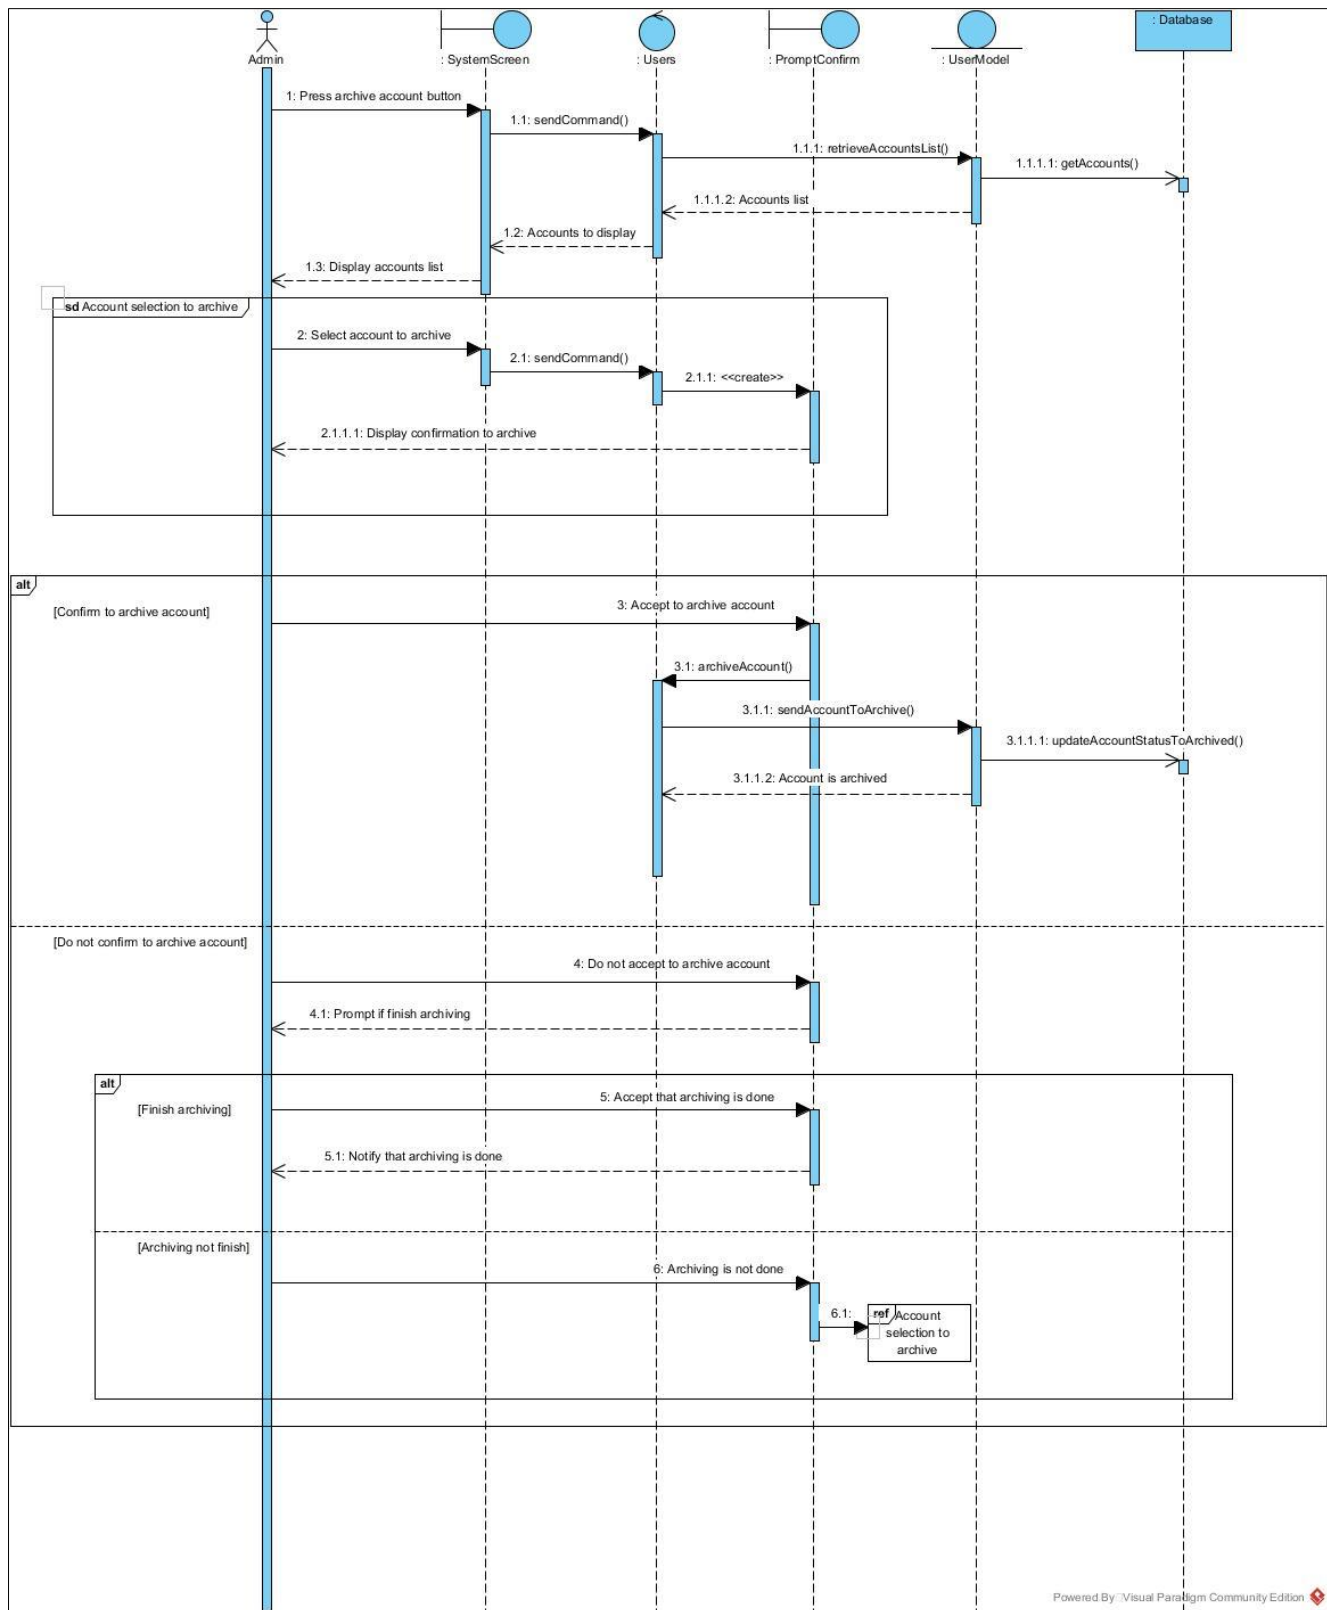 : Database
Admin
: SystemScreen
: Users
: PromptConfirm
: UserModel
1: Press archive account button
1.1: sendCommand()
1.1.1: retrieveAccountsList()
1.1.1.1: getAccounts()
1.1.1.2: Accounts list
1.2: Accounts to display
1.3: Display accounts list
sd Account selection to archive
2: Select account to archive
2.1: sendCommand()
2.1.1: <<create>>
2.1.1.1: Display confirmation to archive
alt
[Confirm to archive account]
3: Accept to archive account
3.1: archiveAccount()
3.1.1: sendAccountToArchive()
3.1.1.1: updateAccountStatusToArchived()
3.1.1.2: Account is archived
[Do not confirm to archive account]
4: Do not accept to archive account
4.1: Prompt if finish archiving
alt
[Finish archiving]
5: Accept that archiving is done
5.1: Notify that archiving is done
[Archiving not finish]
6: Archiving is not done
6.1:
ref Account
selection to
archive
Powered By Visual Paradigm Community Edition